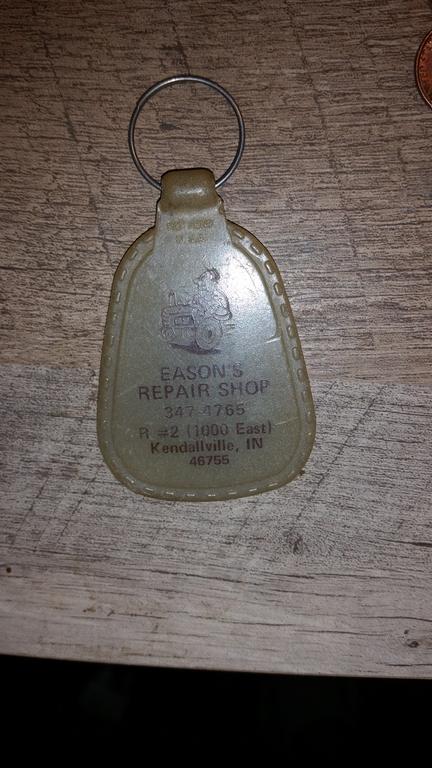 EASON'S
REPAIR SHOP
347-4765
R #2 (1000 East)
Kendallville, IN
46755